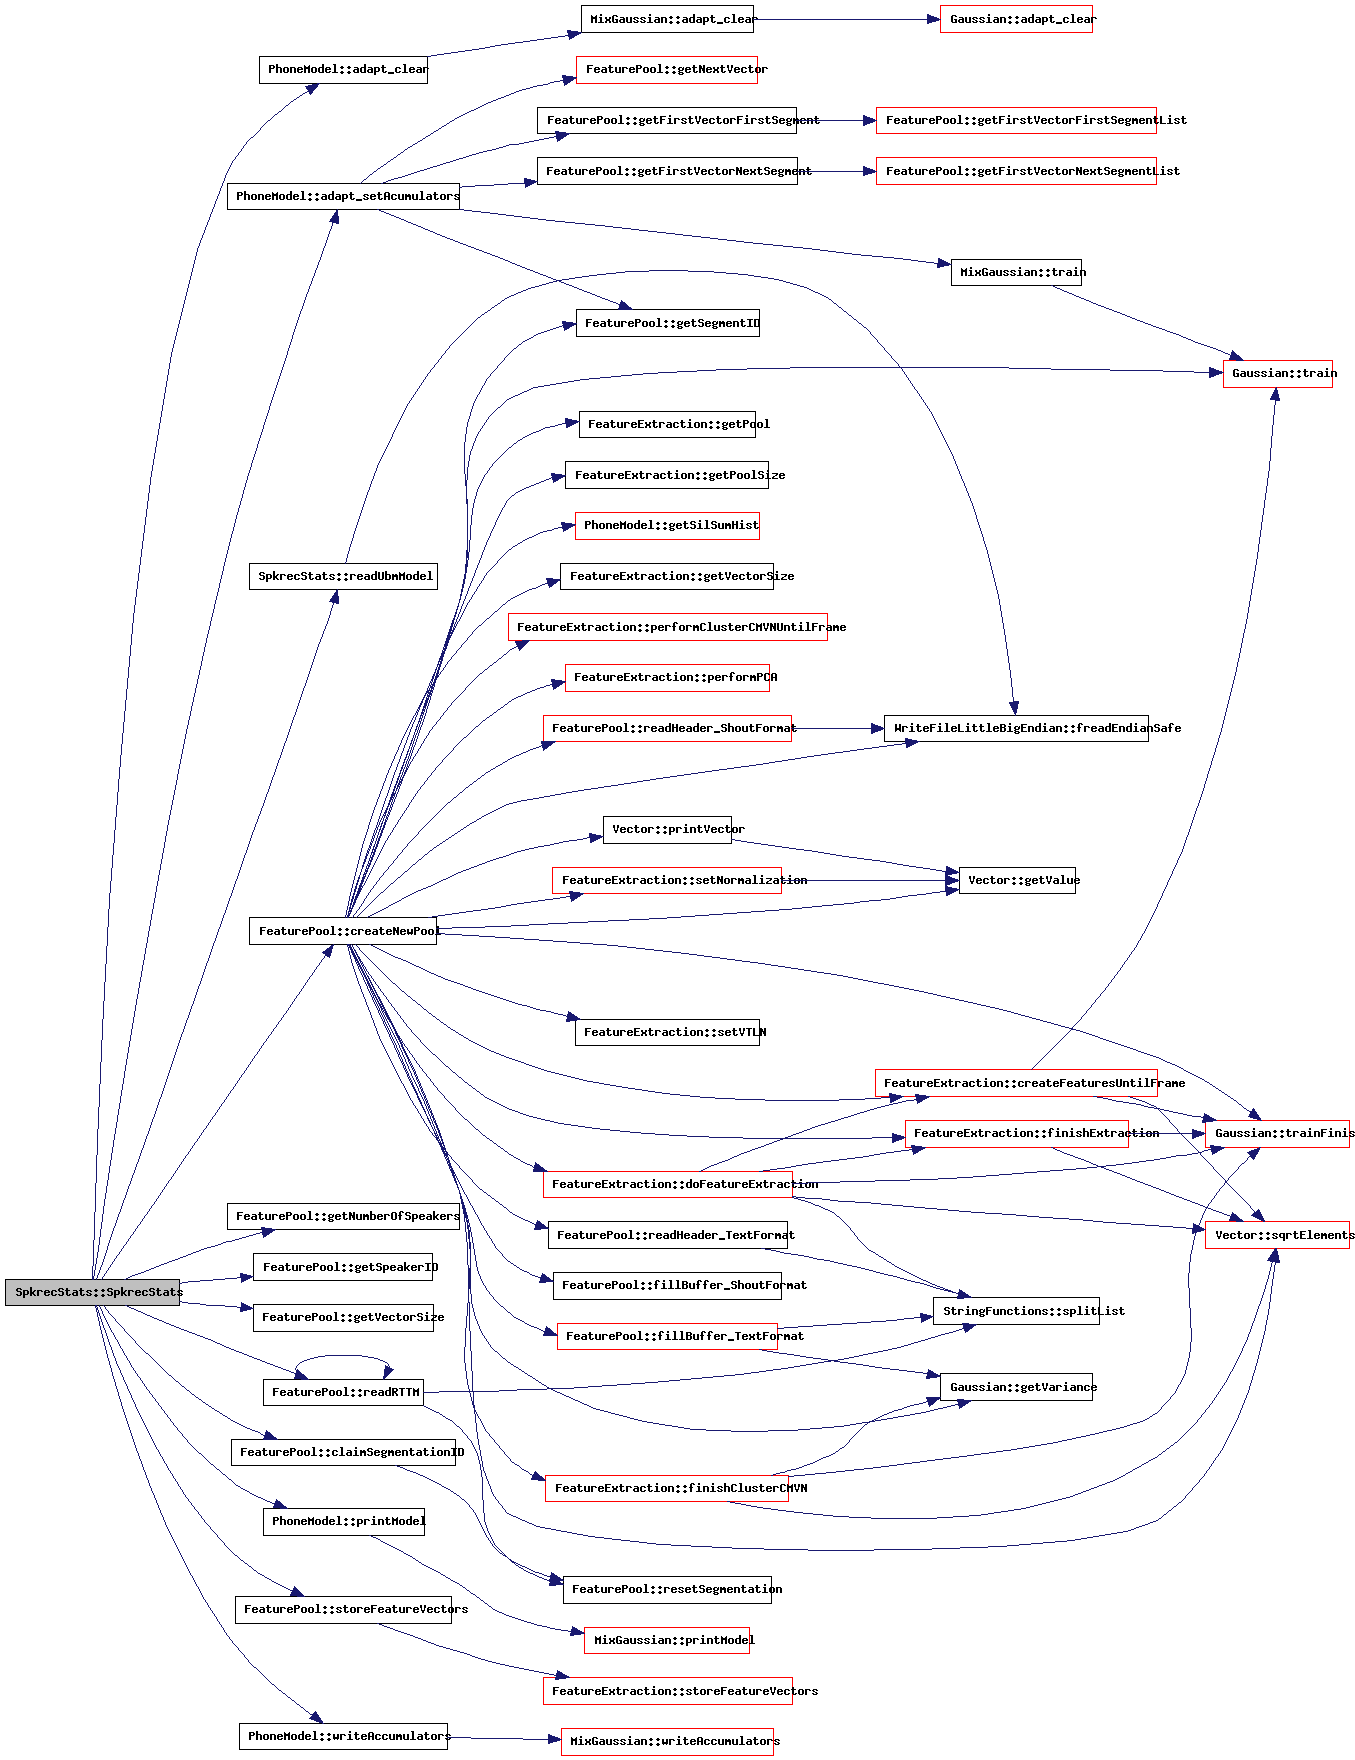 MixGaussian::adapt_clear
Gaussian::adapt_clear
PhoneModel::adapt_clear
FeaturePool::getNextVector
FeaturePool::getFirstVectorFirstSegment
FeaturePool::getFirstVectorFirstSegmentList
FeaturePool::getFirstVectorNextSegment
FeaturePool::getFirstVectorNextSegmentList
PhoneModel::adapt_setAcumulators
MixGaussian::train
FeaturePool::getSegmentID
Gaussian::train
FeatureExtraction::getPool
FeatureExtraction::getPoolSize
PhoneModel::getSilSumHist
SpkrecStats::readUbmModel
FeatureExtraction::getVectorSize
FeatureExtraction::performClusterCMVNUntilFrame
FeatureExtraction::performPCA
FeaturePool::readHeader_ShoutFormat
WriteFileLittleBigEndian::freadEndianSafe
Vector::printVector
FeatureExtraction::setNormalization
Vector::getValue
FeaturePool::createNewPool
FeatureExtraction::setVTLN
FeatureExtraction::createFeaturesUntilFrame
FeatureExtraction::finishExtraction
Gaussian::trainFinis
FeatureExtraction::doFeatureExtraction
FeaturePool::getNumberOfSpeakers
FeaturePool::readHeader_TextFormat
Vector::sqrtElements
FeaturePool::getSpeakerID
FeaturePool::fillBuffer_ShoutFormat
SpkrecStats::SpkrecStats
FeaturePool::getVectorSize
StringFunctions::splitList
FeaturePool::fillBuffer_TextFormat
FeaturePool::readRTTM
Gaussian::getVariance
FeaturePool::claimSegmentationID
FeatureExtraction::finishClusterCMVN
PhoneModel::printModel
FeaturePool::resetSegmentation
FeaturePool::storeFeatureVectors
MixGaussian::printModel
FeatureExtraction::storeFeatureVectors
PhoneModel::writeAccumulators
MixGaussian::writeAccumulators